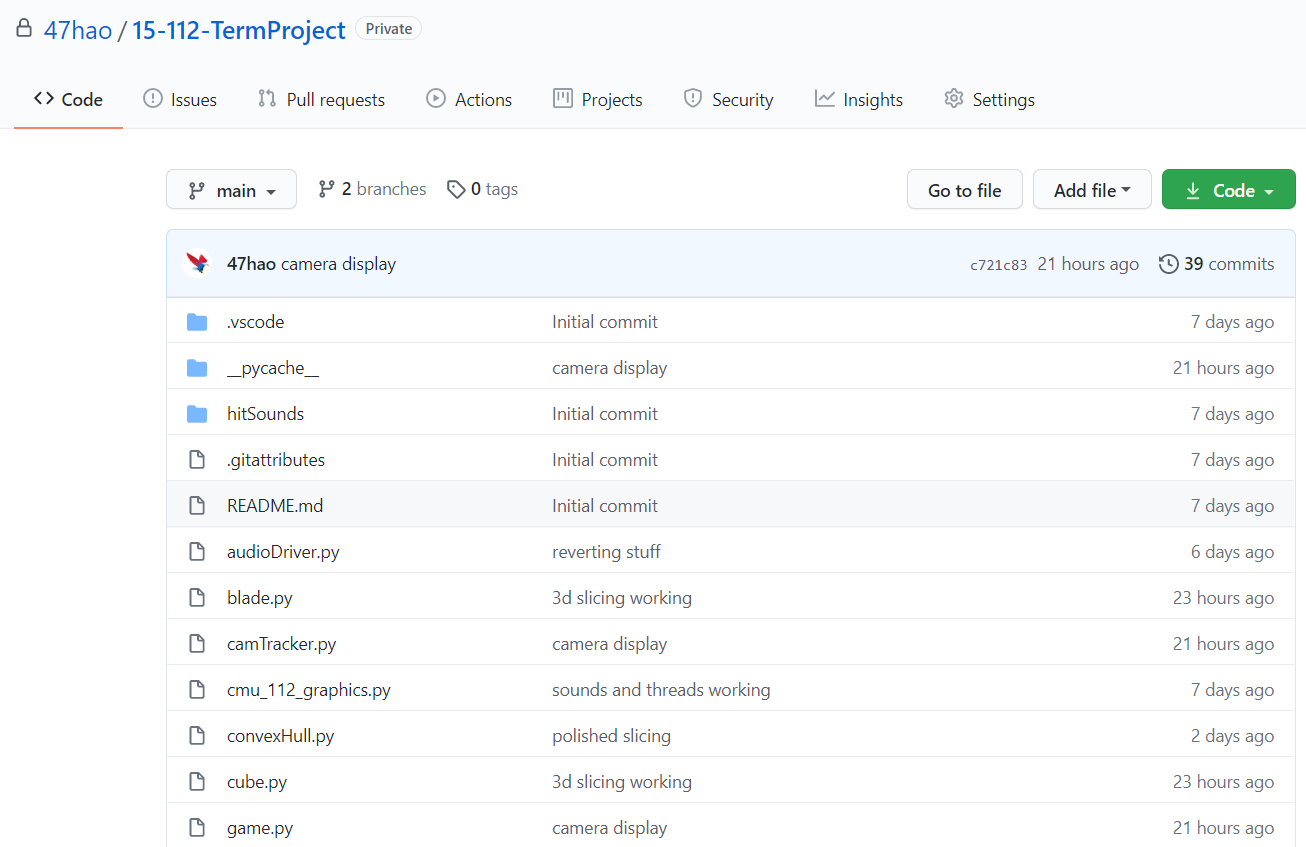 47hao / 15-112-TermProject Private
Code Issues Pull requests Actions Projects Security Insights Settings
main 2 branches 0 tags Go to file Add file Code
47hao camera display c721c83 21 hours ago 39 commits
.vscode Initial commit 7 days ago
__pycache__ camera display 21 hours ago
hitSounds Initial commit 7 days ago
.gitattributes Initial commit 7 days ago
README.md Initial commit 7 days ago
audioDriver.py reverting stuff 6 days ago
blade.py 3d slicing working 23 hours ago
camTracker.py camera display 21 hours ago
cmu_112_graphics.py sounds and threads working 7 days ago
convexHull.py polished slicing 2 days ago
cube.py 3d slicing working 23 hours ago
game.py camera display 21 hours ago